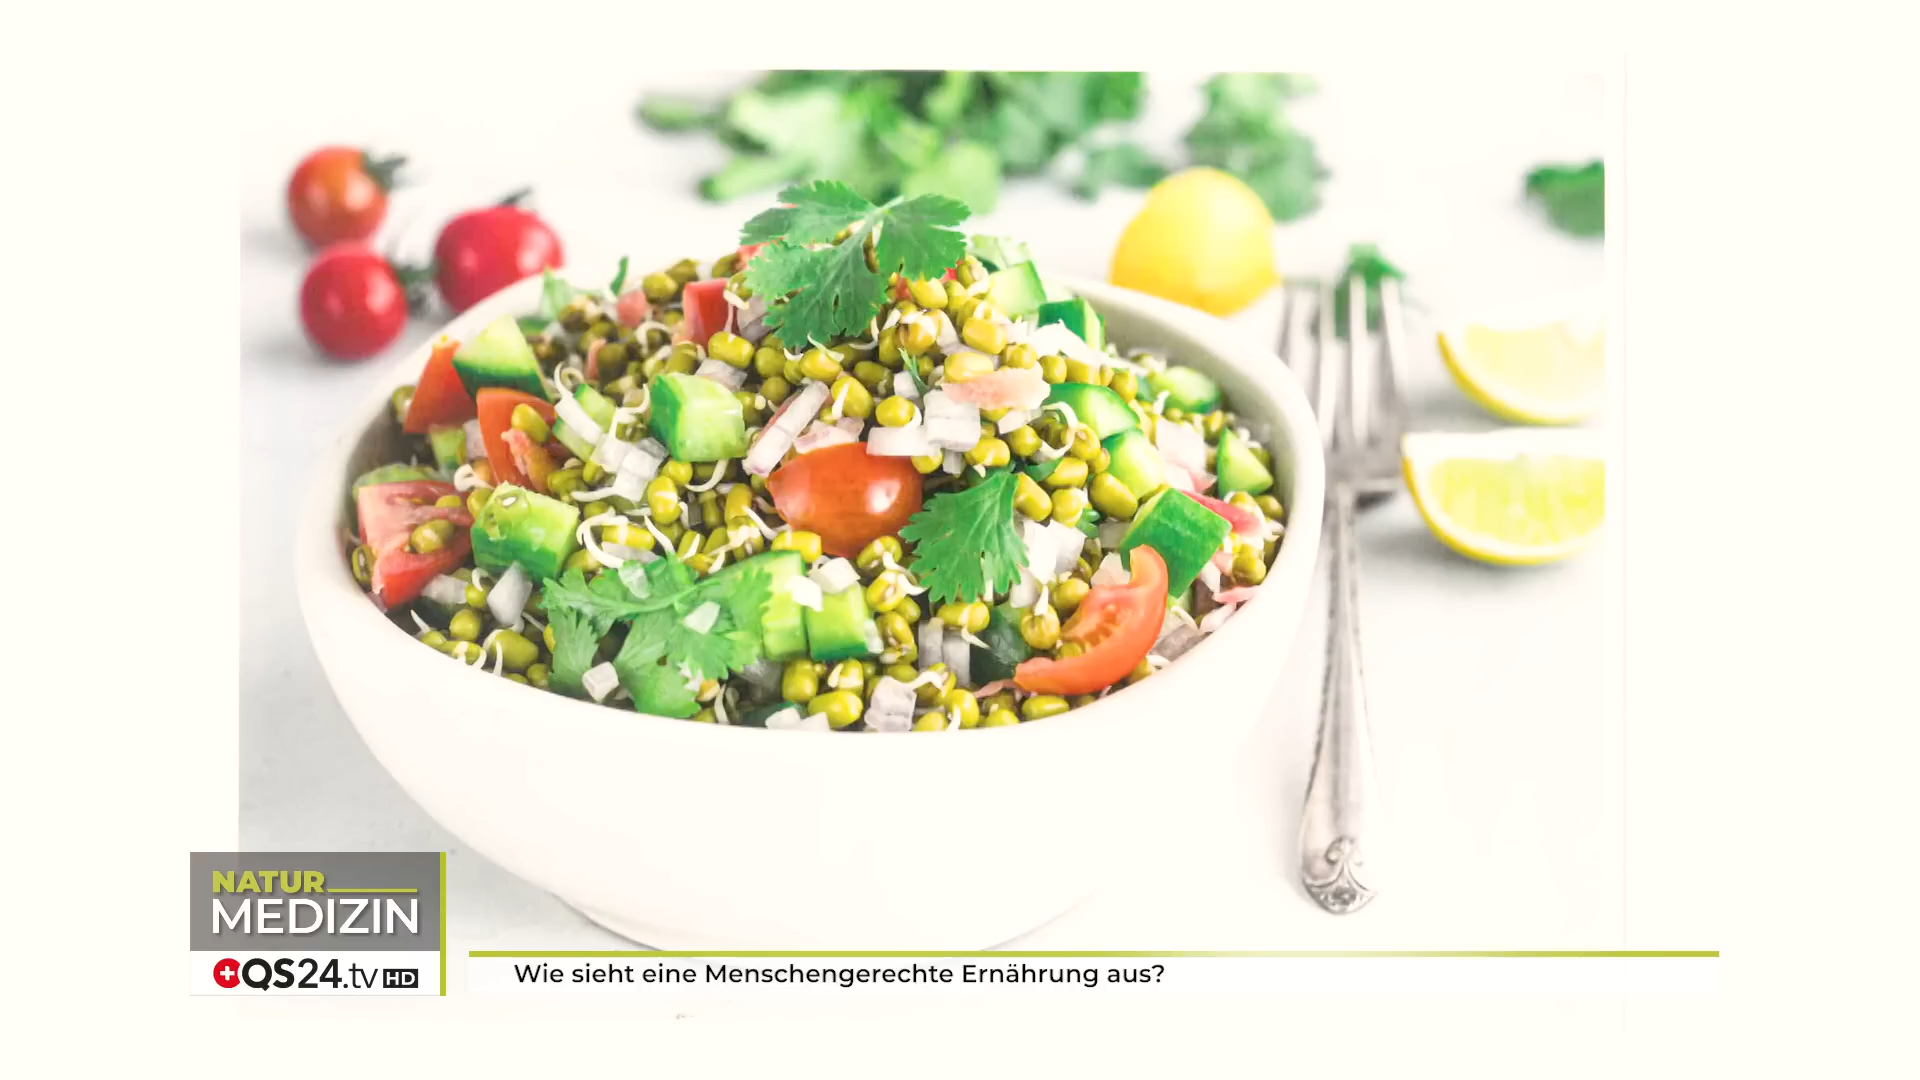 NATUR
MEDIZIN
QS24.tv HD
Wie sieht eine Menschengerechte Ernährung aus?